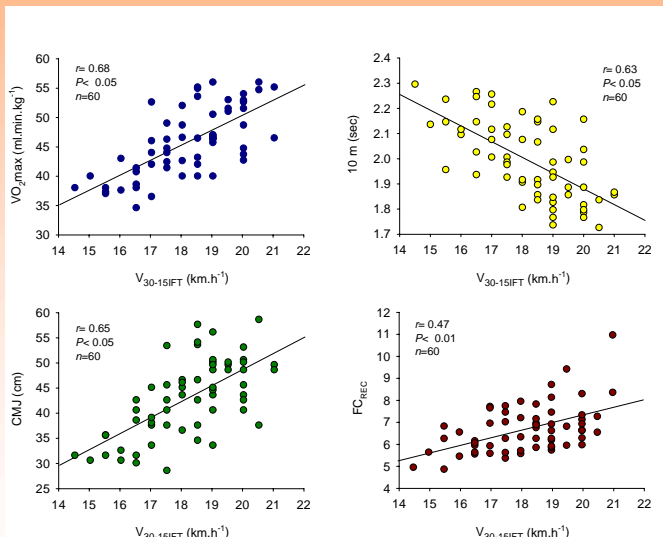 r= 0.68
P< 0.05
n=60
VO2max (ml.min.kg-1)
60
55
50
45
40
35
30
14 15 16 17 18 19 20 21 22
V30-15IFT (km.h-1)
r= 0.63
P< 0.05
n=60
10 m (sec)
2.4
2.3
2.2
2.1
2.0
1.9
1.8
1.7
14 15 16 17 18 19 20 21 22
V30-15IFT (km.h-1)
r= 0.65
P< 0.05
n=60
CMJ (cm)
60
55
50
45
40
35
30
25
14 15 16 17 18 19 20 21 22
V30-15IFT (km.h-1)
r= 0.47
P< 0.01
n=60
FCREC
12
11
10
9
8
7
6
5
4
14 15 16 17 18 19 20 21 22
V30-15IFT (km.h-1)